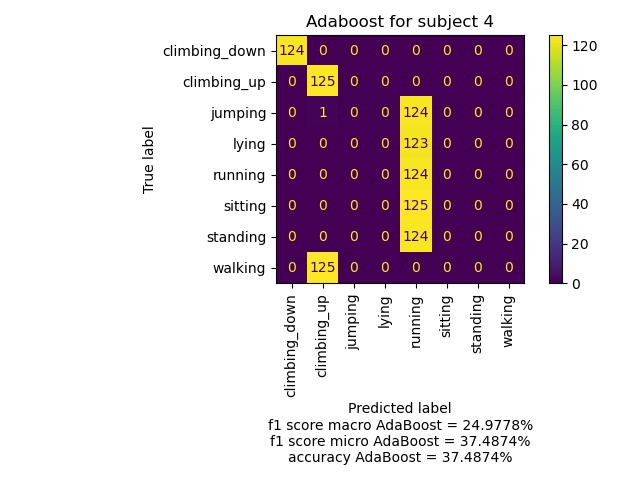 Adaboost for subject 4
True label
climbing_down 124 0 0 0 0 0 0 0
climbing_up 0 125 0 0 0 0 0 0
jumping 0 1 0 0 124 0 0 0
lying 0 0 0 0 123 0 0 0
running 0 0 0 0 124 0 0 0
sitting 0 0 0 0 125 0 0 0
standing 0 0 0 0 124 0 0 0
walking 0 125 0 0 0 0 0 0
climbing_down
climbing_up
jumping
lying
running
sitting
standing
walking
120
100
80
60
40
20
0
Predicted label
f1 score macro AdaBoost = 24.9778%
f1 score micro AdaBoost = 37.4874%
accuracy AdaBoost = 37.4874%